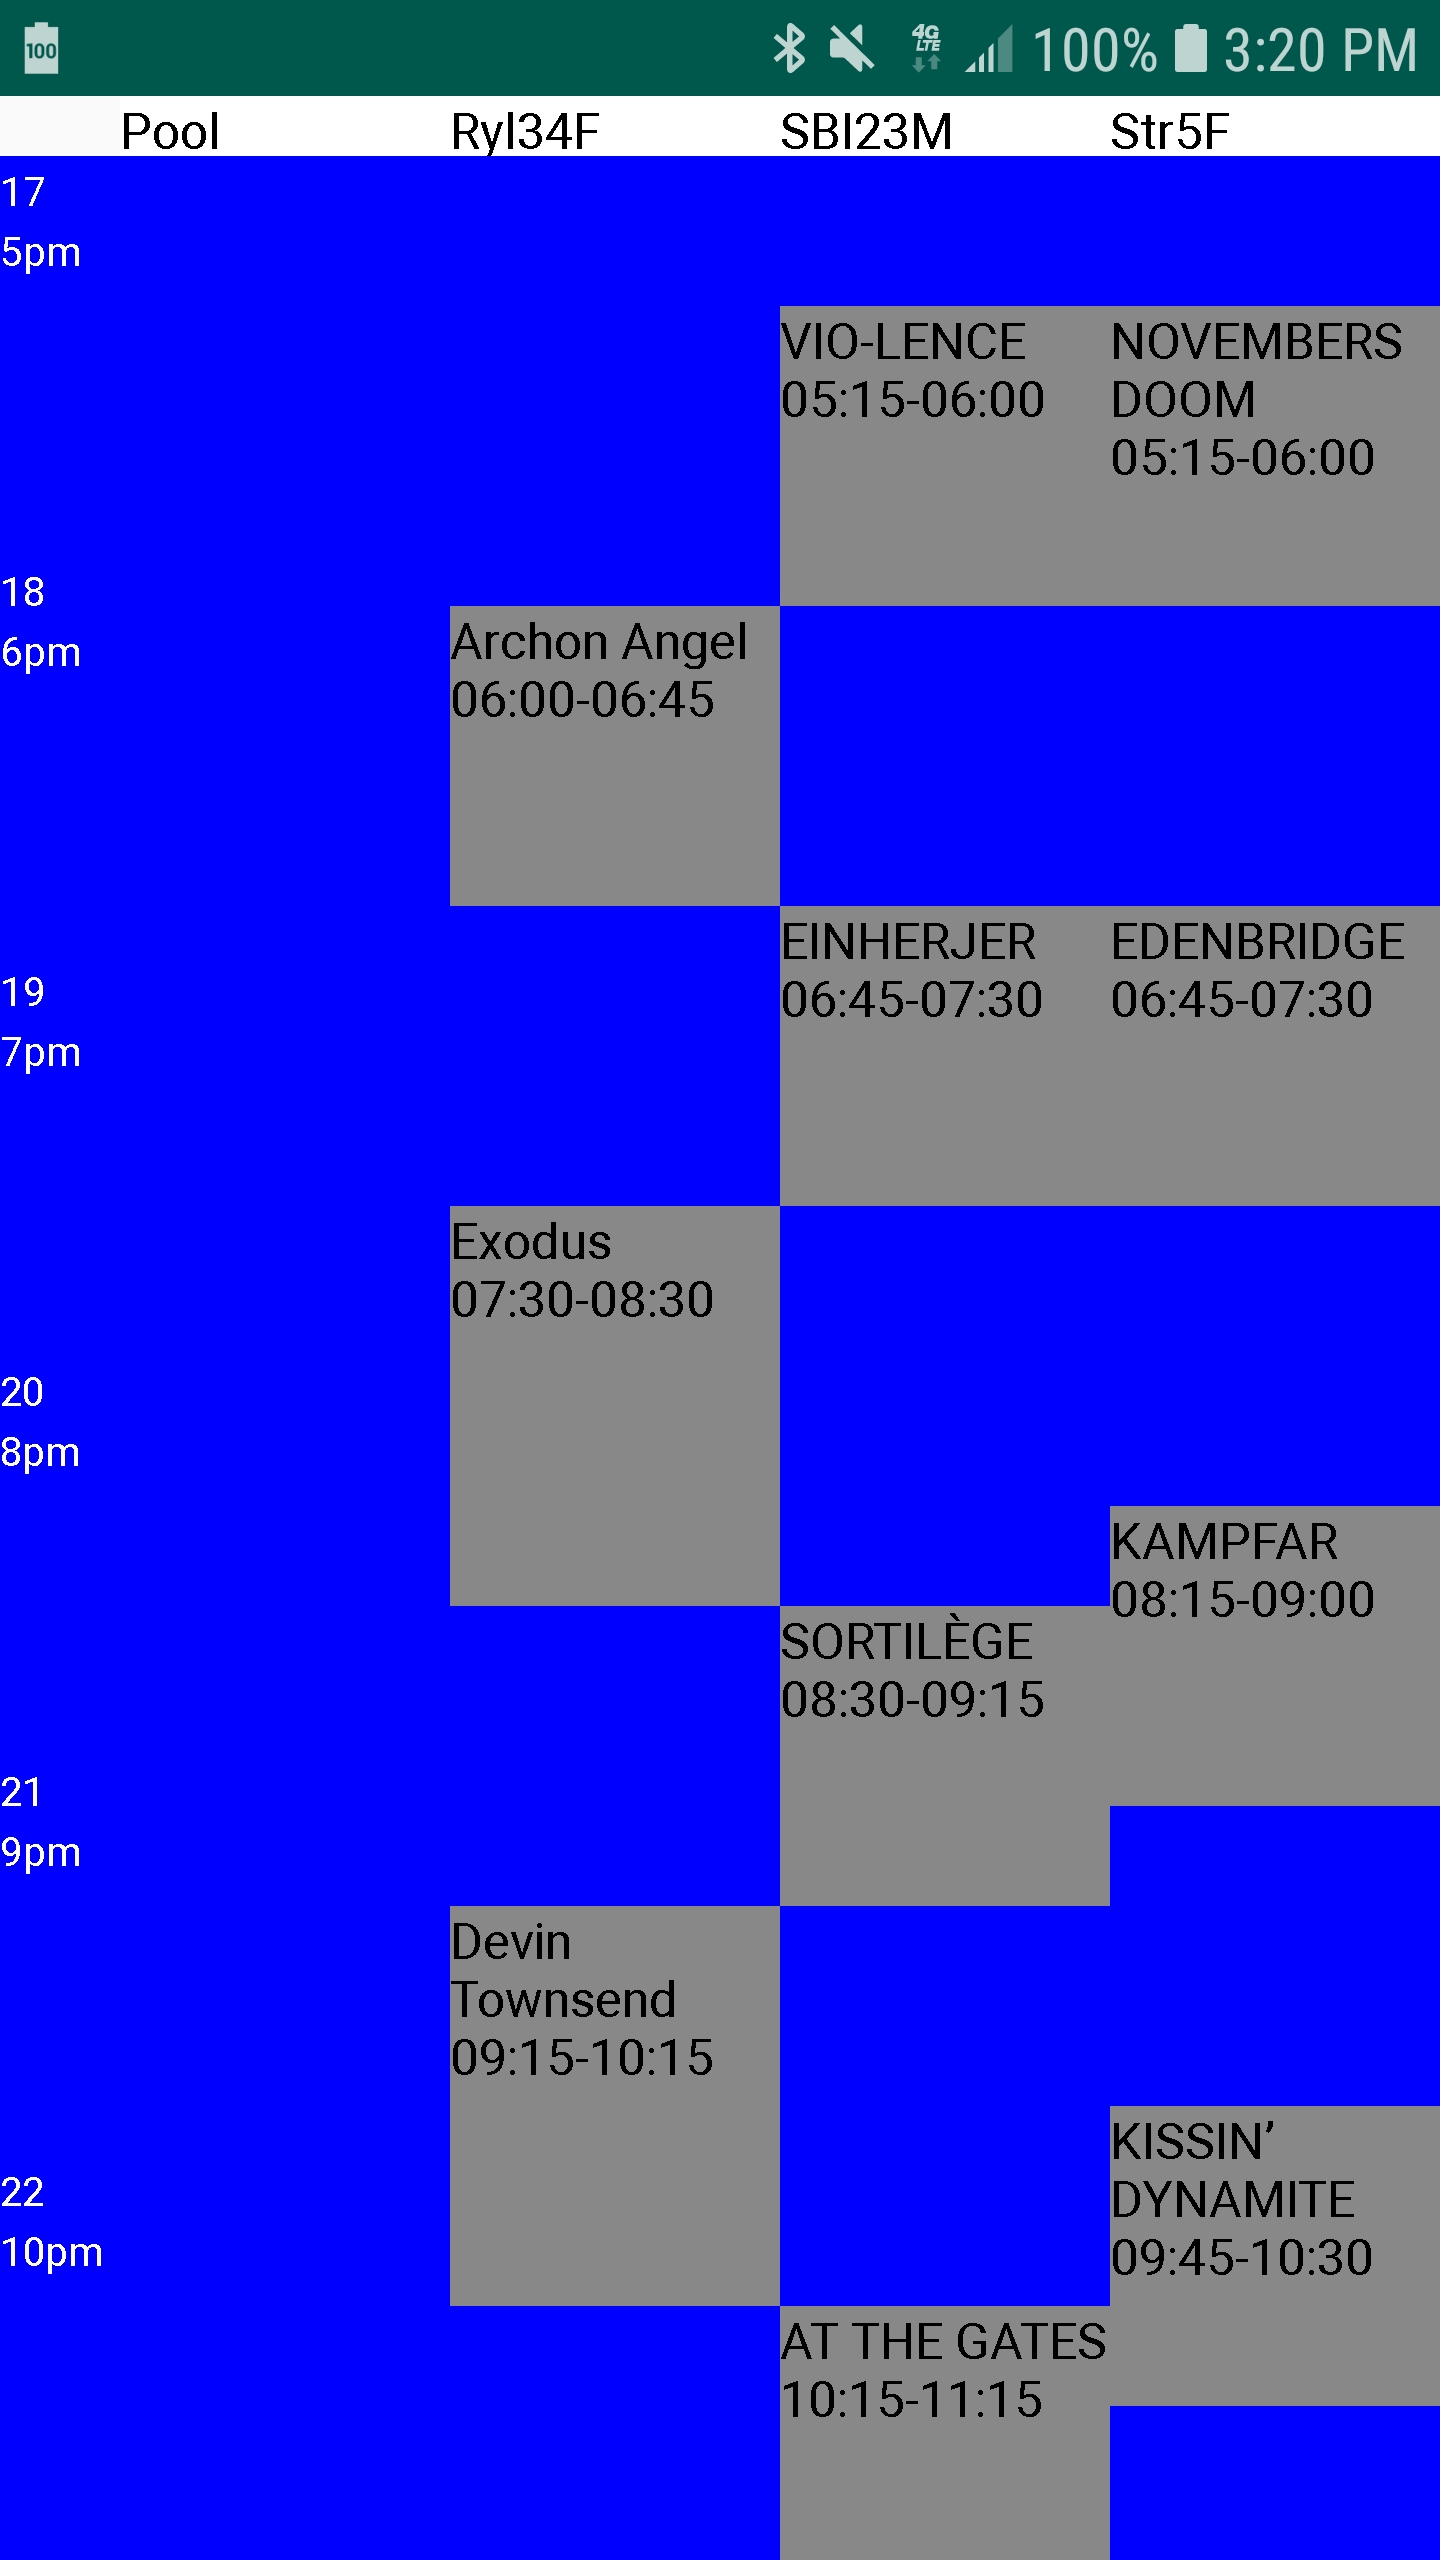 100 4G LTE 100% 3:20 PM
Pool Ryl34F SBl23M Str5F
17
5pm
VIO-LENCE
05:15-06:00
NOVEMBERS
DOOM
05:15-06:00
18
6pm
Archon Angel
06:00-06:45
EINHERJER
06:45-07:30
EDENBRIDGE
06:45-07:30
19
7pm
Exodus
07:30-08:30
20
8pm
KAMPFAR
08:15-09:00
SORTILÈGE
08:30-09:15
21
9pm
Devin
Townsend
09:15-10:15
KISSIN’
DYNAMITE
09:45-10:30
22
10pm
AT THE GATES
10:15-11:15